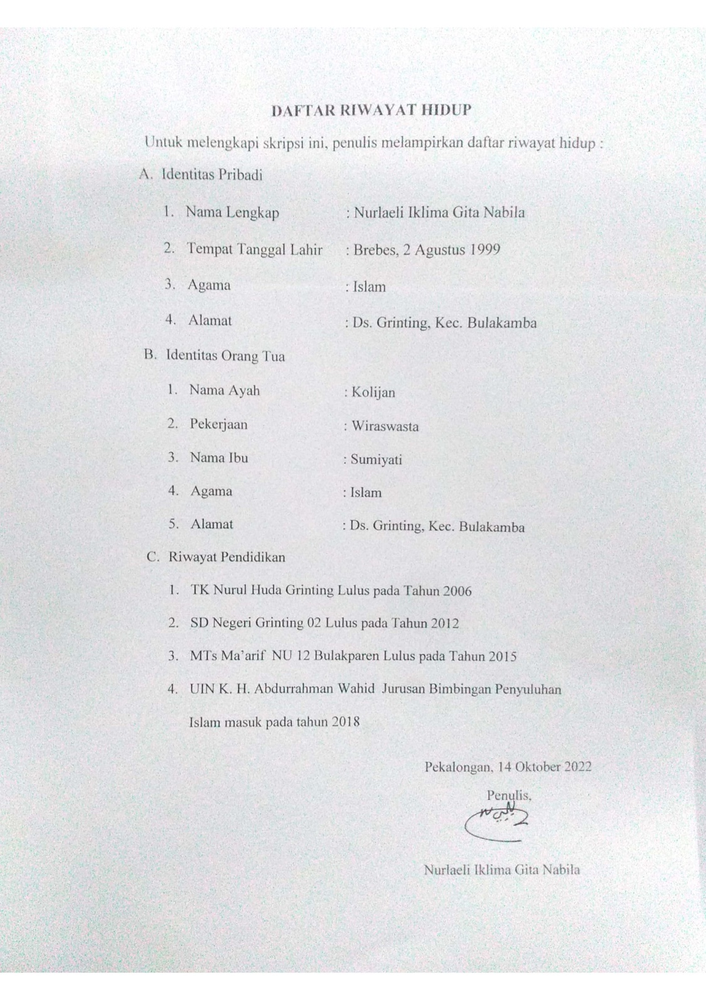 DAFTAR RIWAYAT HIDUP
Untuk melengkapi skripsi ini, penulis melampirkan daftar riwayat hidup :
A. Identitas Pribadi
1. Nama Lengkap : Nurlaeli Iklima Gita Nabila
2. Tempat Tanggal Lahir : Brebes, 2 Agustus 1999
3. Agama : Islam
4. Alamat : Ds. Grinting, Kec. Bulakamba
B. Identitas Orang Tua
1. Nama Ayah : Kolijan
2. Pekerjaan : Wiraswasta
3. Nama Ibu : Sumiyati
4. Agama : Islam
5. Alamat : Ds. Grinting, Kec. Bulakamba
C. Riwayat Pendidikan
1. TK Nurul Huda Grinting Lulus pada Tahun 2006
2. SD Negeri Grinting 02 Lulus pada Tahun 2012
3. MTs Ma’arif NU 12 Bulakparen Lulus pada Tahun 2015
4. UIN K. H. Abdurrahman Wahid Jurusan Bimbingan Penyuluhan
Islam masuk pada tahun 2018
Pekalongan, 14 Oktober 2022
Penulis,
Nurlaeli Iklima Gita Nabila